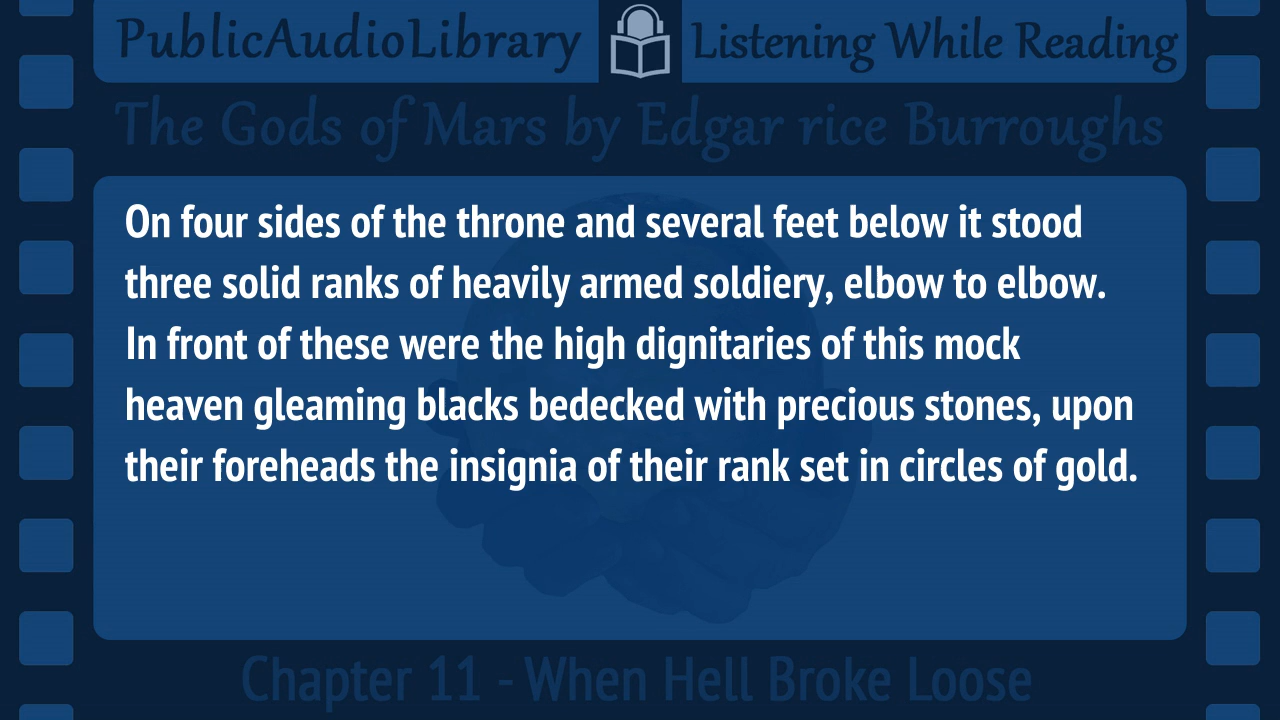 PublicAudioLibrary Listening While Reading
The Gods of Mars by Edgar rice Burroughs
On four sides of the throne and several feet below it stood
three solid ranks of heavily armed soldiery, elbow to elbow.
In front of these were the high dignitaries of this mock
heaven gleaming blacks bedecked with precious stones, upon
their foreheads the insignia of their rank set in circles of gold.
Chapter 11 - When Hell Broke Loose